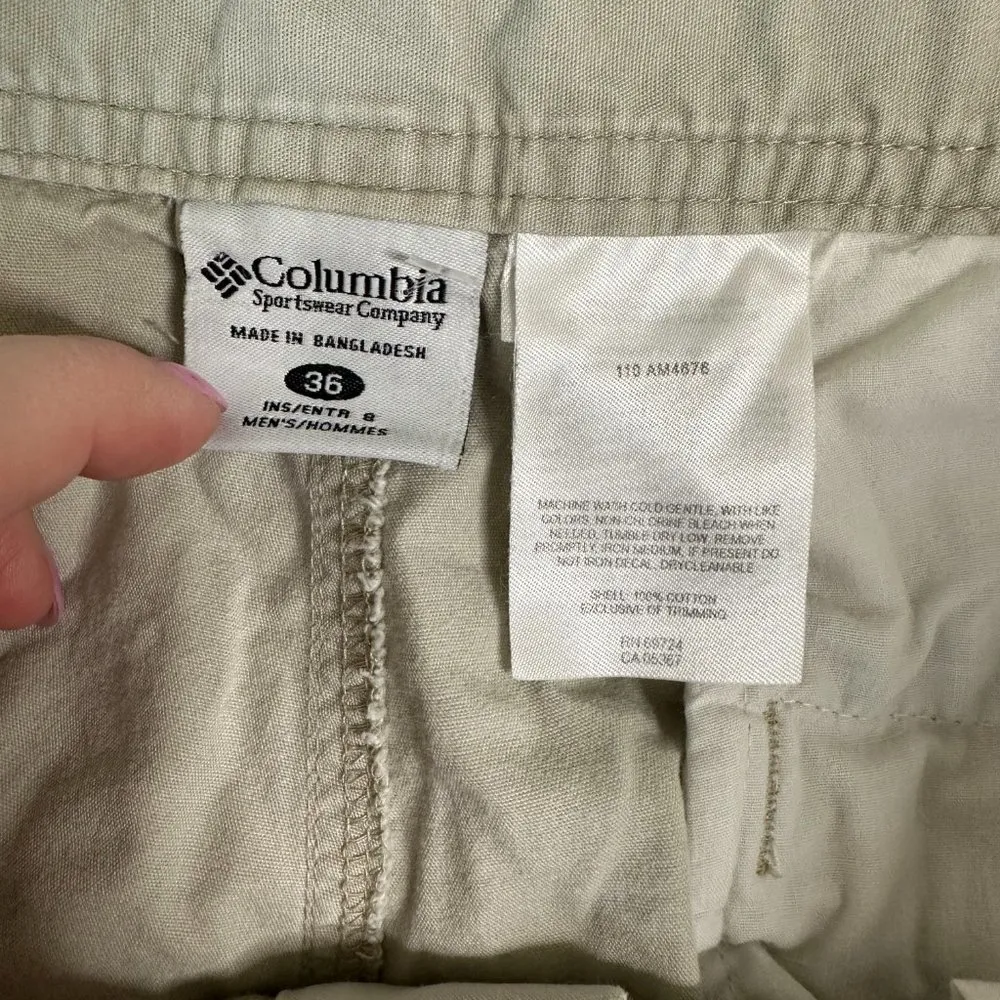 Columbia
Sportswear Company
MADE IN BANGLADESH
36
INS/ENTR 8
MEN'S/HOMMES
110 AM4676
MACHINE WASH COLD GENTLE, WITH LIKE
COLORS, NON-CHLORINE BLEACH WHEN
NEEDED, TUMBLE DRY LOW. REMOVE
PROMPTLY, IRON MEDIUM, IF PRESENT DO
NOT IRON DECAL, DRYCLEANABLE
SHELL: 100% COTTON
EXCLUSIVE OF TRIMMING
RN 69724
CA 05367